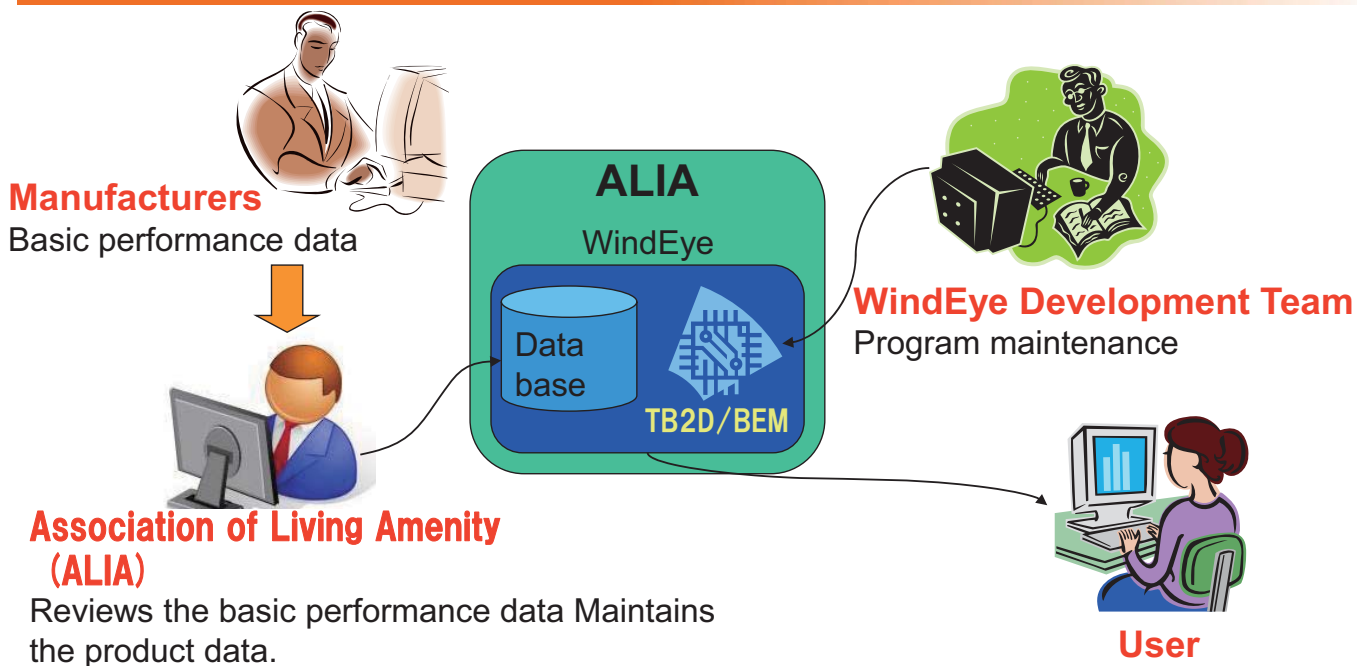 Manufacturers
Basic performance data
ALIA
WindEye
Data
base
TB2D/BEM
WindEye Development Team
Program maintenance
Association of Living Amenity
(ALIA)
Reviews the basic performance data Maintains
the product data.
User